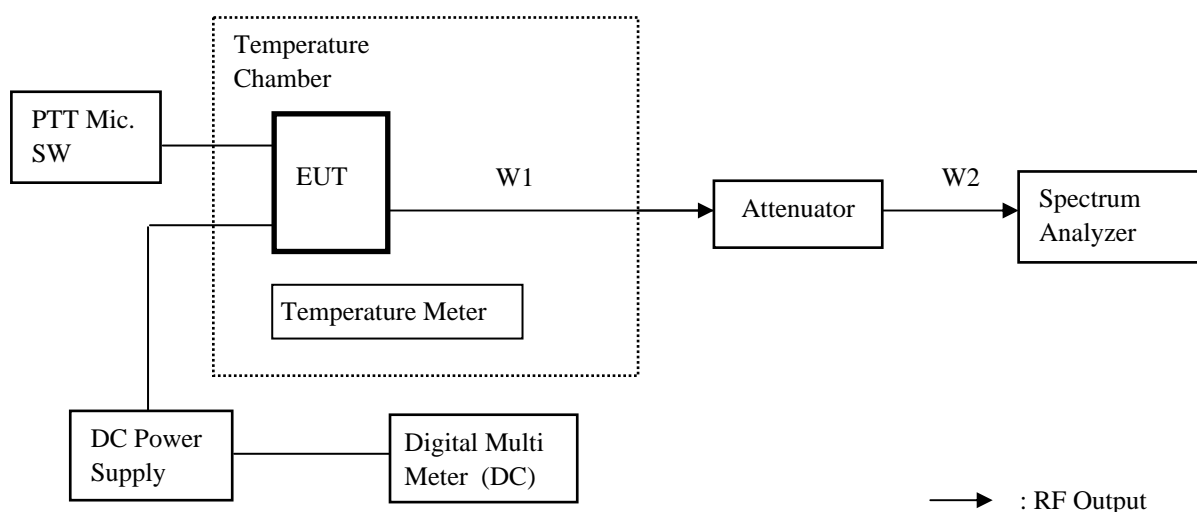 Temperature
Chamber
PTT Mic.
SW
EUT
W1
Attenuator
W2
Spectrum
Analyzer
Temperature Meter
DC Power
Supply
Digital Multi
Meter (DC)
: RF Output